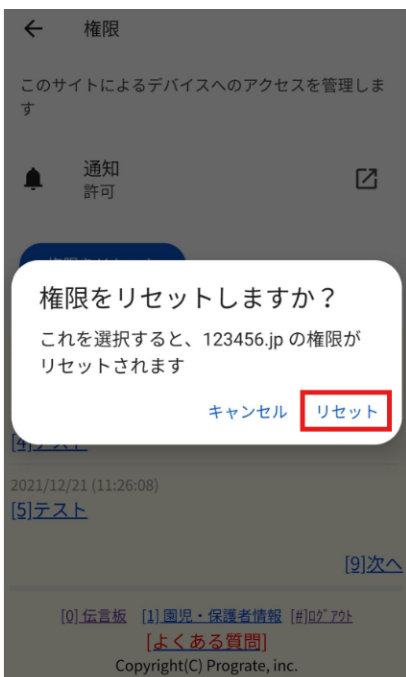 権限
このサイトによるデバイスへのアクセスを管理しま
す
通知
許可
権限をリセットしますか？
これを選択すると、123456.jp の権限が
リセットされます
キャンセル リセット
[4]テスト
2021/12/21 (11:26:08)
[5]テスト
[9]次へ
[0] 伝言板 [1] 園児・保護者情報 [#]ﾛｸﾞｱｳﾄ
[よくある質問]
Copyright(C) Prograte, inc.